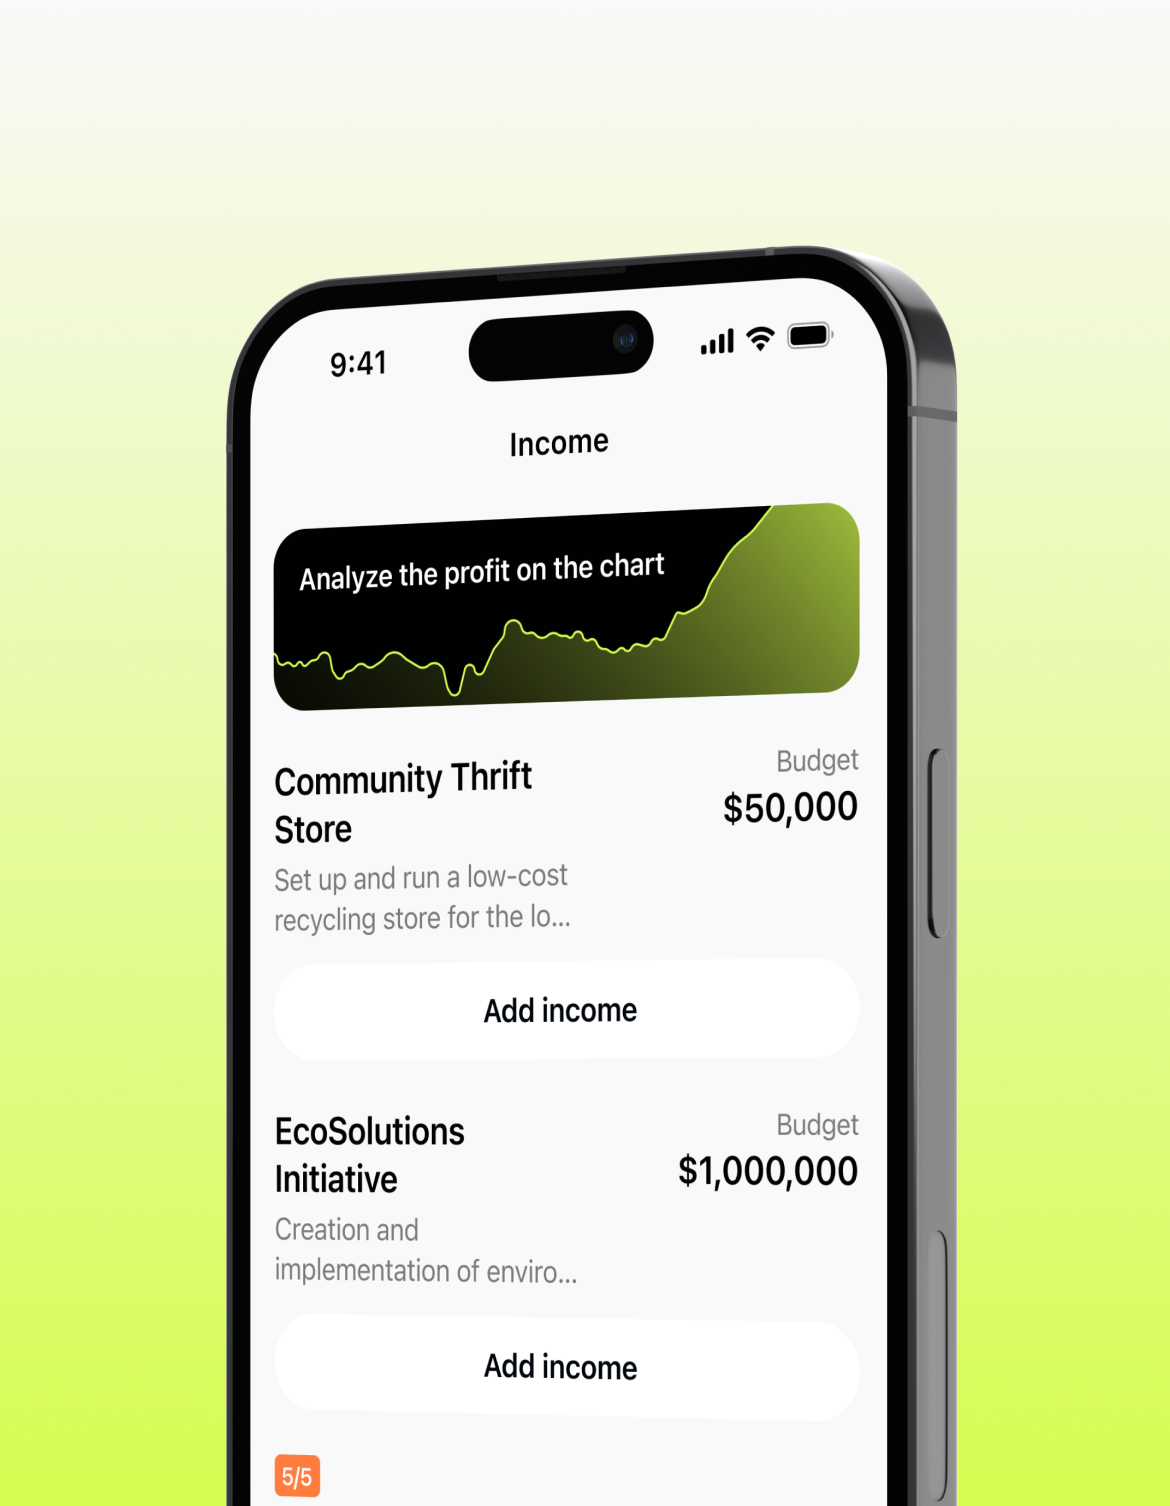 9:41
Income
Analyze the profit on the chart
Community Thrift
Store
Budget
$50,000
Set up and run a low-cost
recycling store for the lo...
Add income
EcoSolutions
Initiative
Budget
$1,000,000
Creation and
implementation of enviro...
Add income
5/5